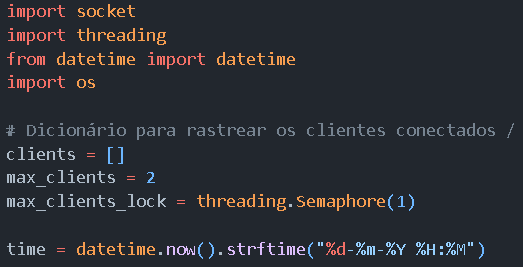 import socket
import threading
from datetime import datetime
import os
# Dicionário para rastrear os clientes conectados /
clients = []
max_clients = 2
max_clients_lock = threading.Semaphore(1)
time = datetime.now().strftime("%d-%m-%Y %H:%M")